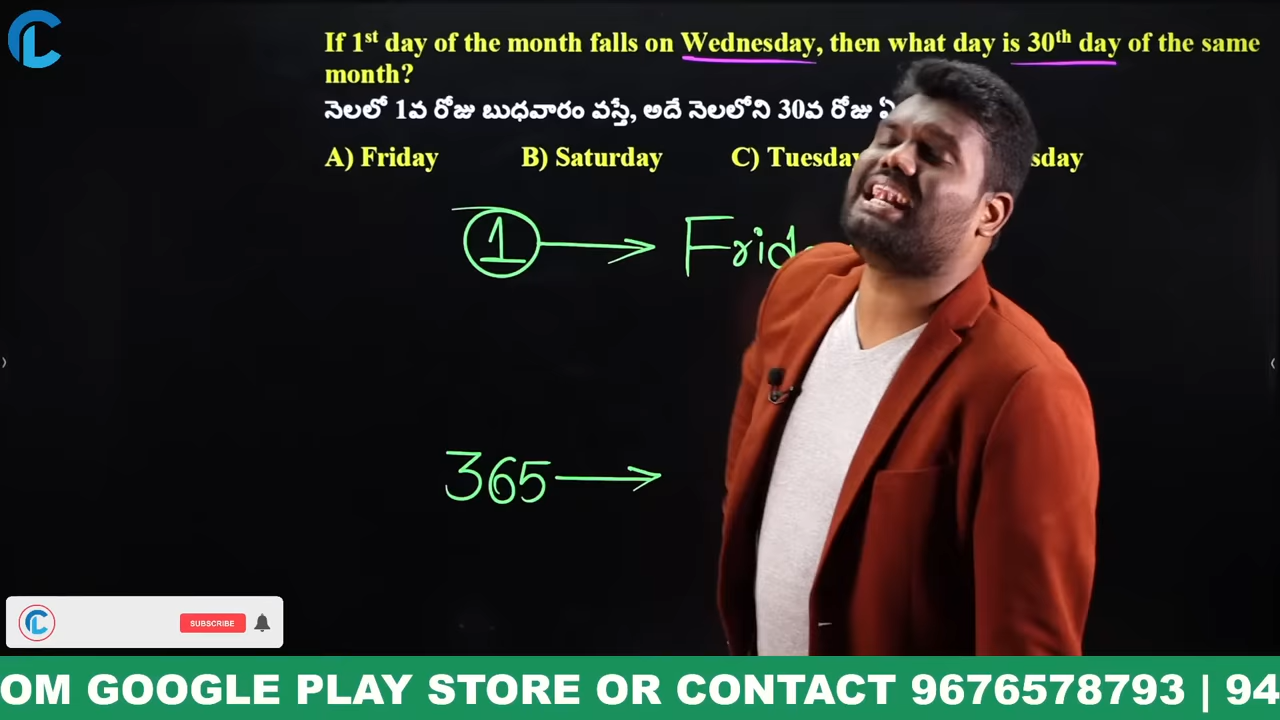 If 1st day of the month falls on Wednesday, then what day is 30th day of the same
month?
నెలలో 1వ రోజు బుధవారం వస్తే, అదే నెలలోని 30వ రోజు
A) Friday B) Saturday C) Tuesday
1 → Frid
365 →
SUBSCRIBE
OM GOOGLE PLAY STORE OR CONTACT 9676578793 | 94